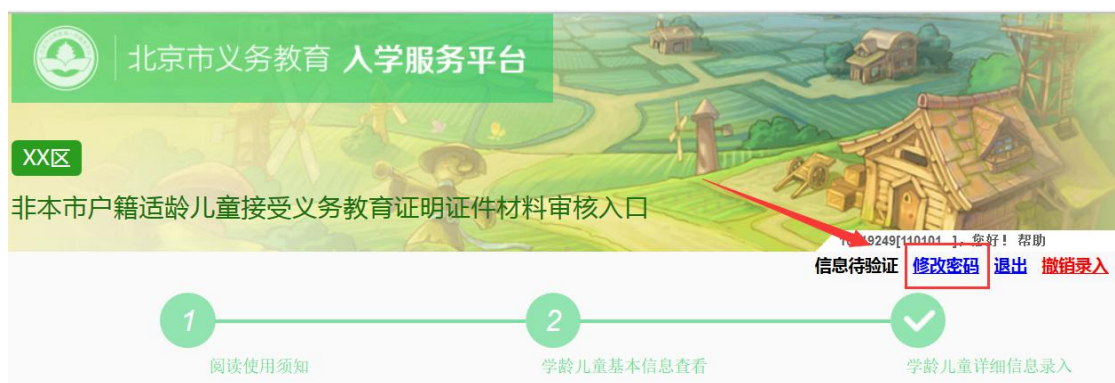 北京市义务教育 入学服务平台
XX区
非本市户籍适龄儿童接受义务教育证明证件材料审核入口
9249[110101 ],您好!帮助
信息待验证 修改密码 退出 撤销录入
1
2
阅读使用须知
学龄儿童基本信息查看
学龄儿童详细信息录入